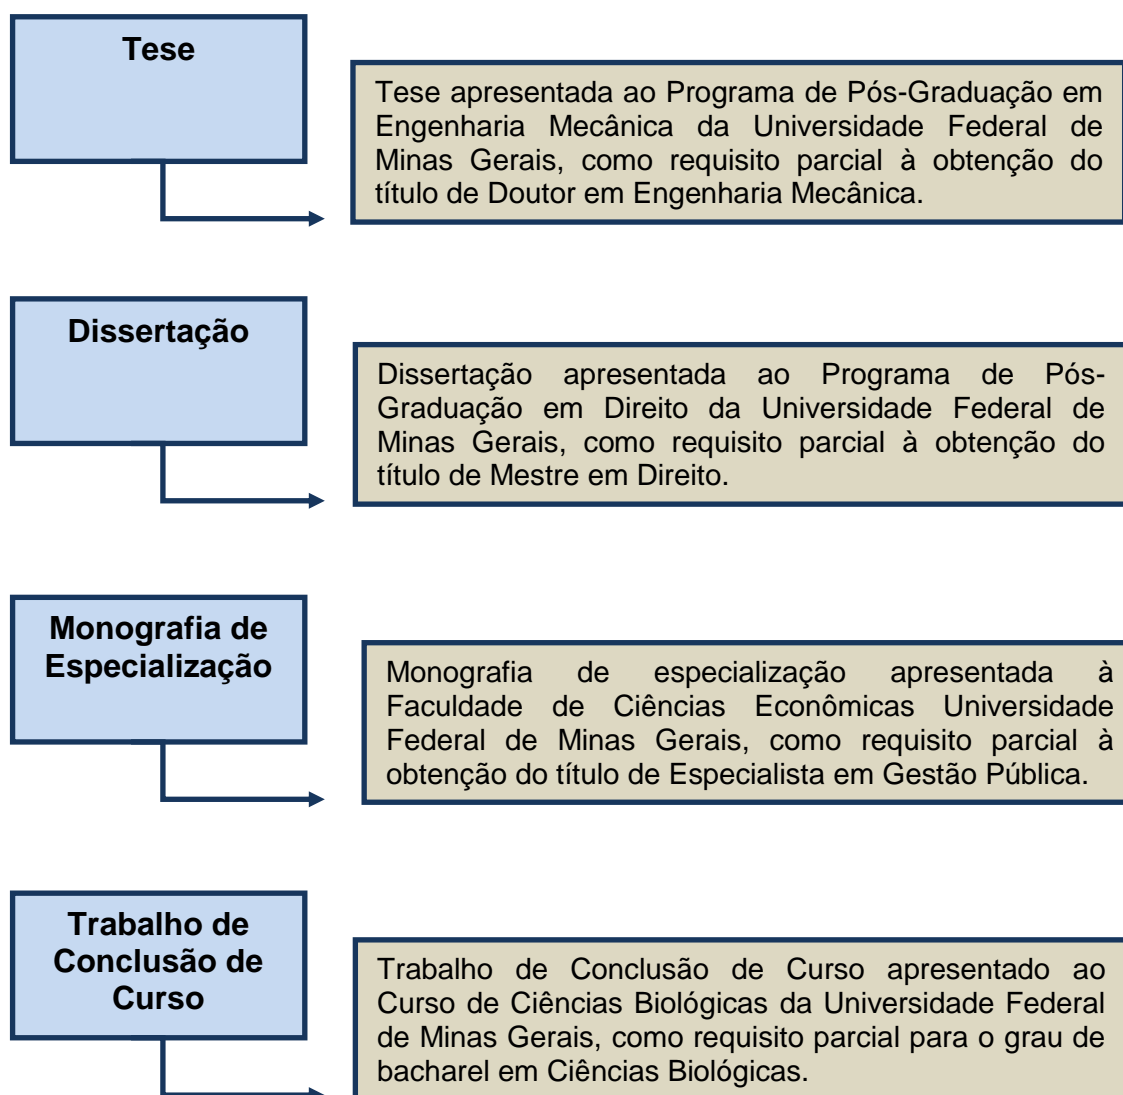 Tese
Tese apresentada ao Programa de Pós-Graduação em
Engenharia Mecânica da Universidade Federal de
Minas Gerais, como requisito parcial à obtenção do
título de Doutor em Engenharia Mecânica.
Dissertação
Dissertação apresentada ao Programa de Pós-
Graduação em Direito da Universidade Federal de
Minas Gerais, como requisito parcial à obtenção do
título de Mestre em Direito.
Monografia de
Especialização
Monografia de especialização apresentada à
Faculdade de Ciências Econômicas Universidade
Federal de Minas Gerais, como requisito parcial à
obtenção do título de Especialista em Gestão Pública.
Trabalho de
Conclusão de
Curso
Trabalho de Conclusão de Curso apresentado ao
Curso de Ciências Biológicas da Universidade Federal
de Minas Gerais, como requisito parcial para o grau de
bacharel em Ciências Biológicas.